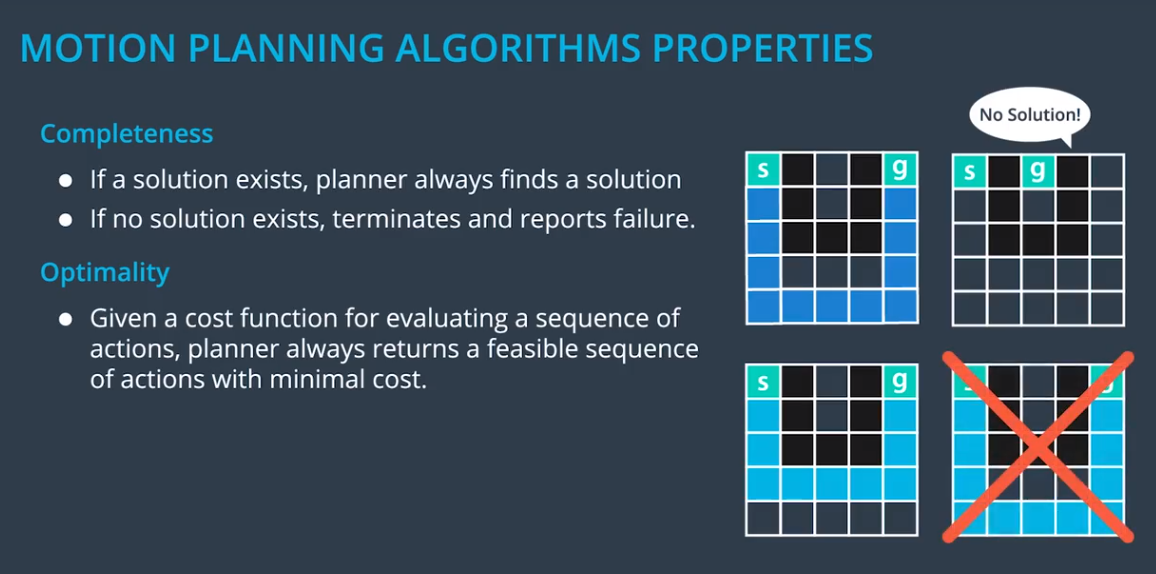 MOTION PLANNING ALGORITHMS PROPERTIES
Completeness
● If a solution exists, planner always finds a solution
● If no solution exists, terminates and reports failure.
Optimality
● Given a cost function for evaluating a sequence of
actions, planner always returns a feasible sequence
of actions with minimal cost.
No Solution!
s g
s g
s g